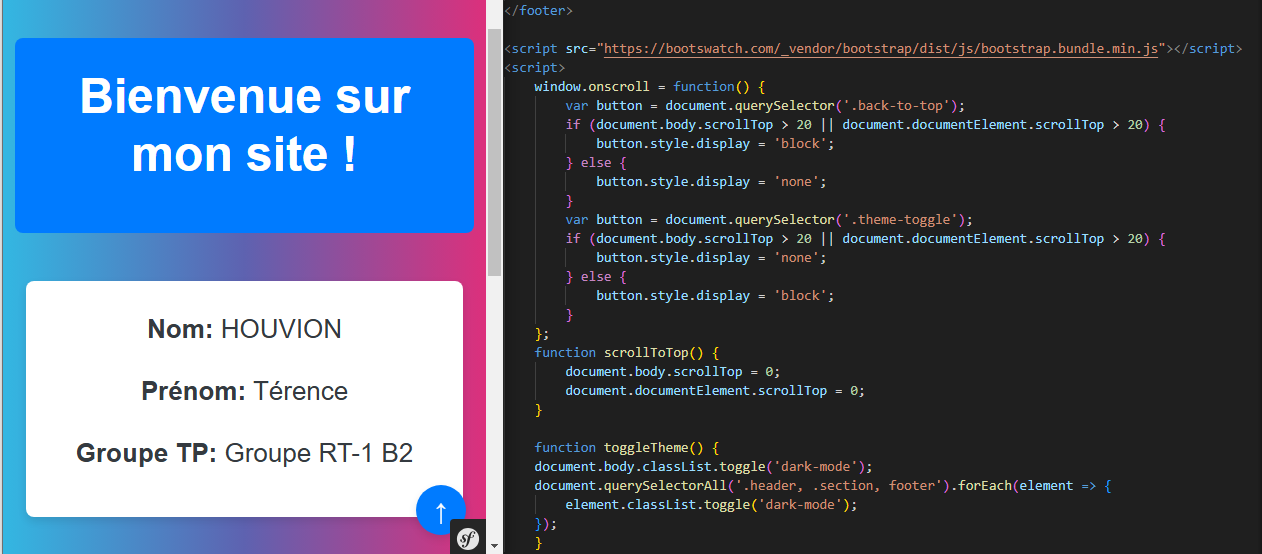 Bienvenue sur
mon site !
Nom: HOUVION
Prénom: Térence
Groupe TP: Groupe RT-1 B2
↑
sf
</footer>
<script src="https://bootswatch.com/_vendor/bootstrap/dist/js/bootstrap.bundle.min.js"></script>
<script>
window.onscroll = function() {
var button = document.querySelector('.back-to-top');
if (document.body.scrollTop > 20 || document.documentElement.scrollTop > 20) {
button.style.display = 'block';
} else {
button.style.display = 'none';
}
var button = document.querySelector('.theme-toggle');
if (document.body.scrollTop > 20 || document.documentElement.scrollTop > 20) {
button.style.display = 'none';
} else {
button.style.display = 'block';
}
};
function scrollToTop() {
document.body.scrollTop = 0;
document.documentElement.scrollTop = 0;
}
function toggleTheme() {
document.body.classList.toggle('dark-mode');
document.querySelectorAll('.header, .section, footer').forEach(element => {
element.classList.toggle('dark-mode');
});
}